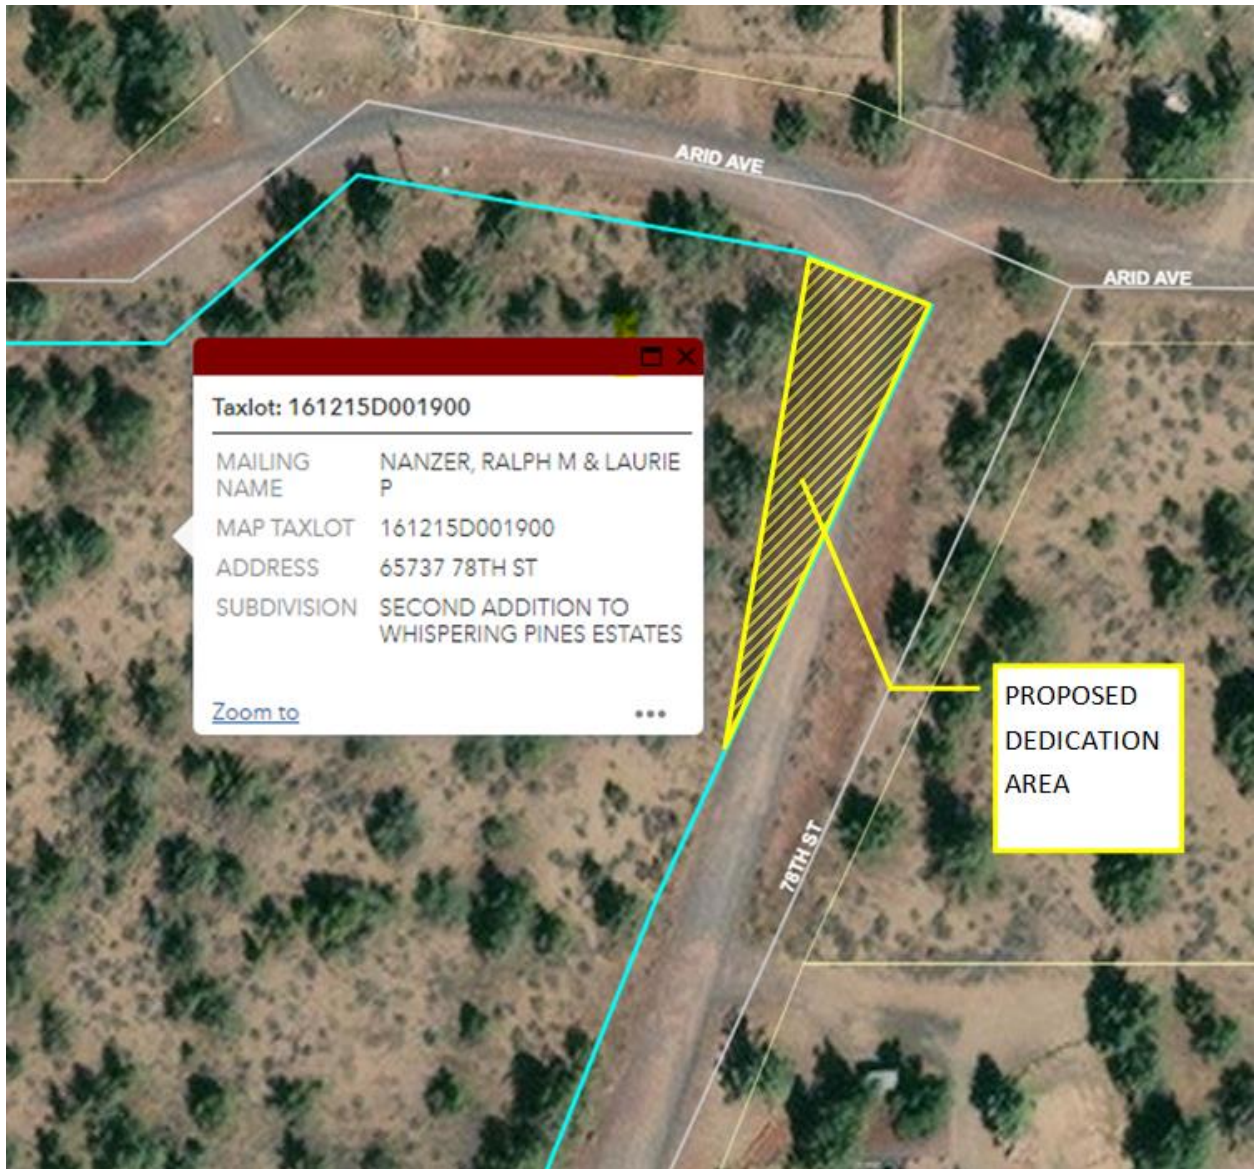 ARID AVE
ARID AVE
Taxlot: 161215D001900
MAILING NAME
NANZER, RALPH M & LAURIE P
MAP TAXLOT 161215D001900
ADDRESS 65737 78TH ST
SUBDIVISION SECOND ADDITION TO
WHISPERING PINES ESTATES
Zoom to
PROPOSED
DEDICATION
AREA
78TH ST